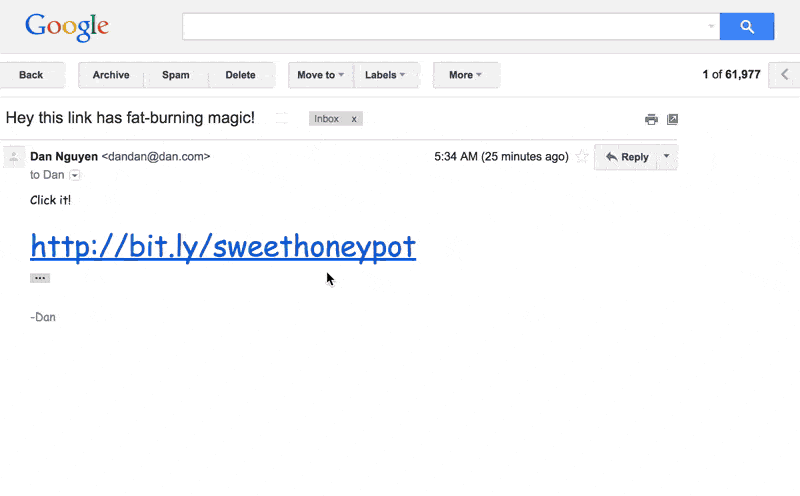 Google
Back Archive Spam Delete Move to Labels More 1 of 61,977
Hey this link has fat-burning magic! Inbox x
Dan Nguyen <dandan@dan.com> 5:34 AM (25 minutes ago) Reply
to Dan
Click it!
http://bit.ly/sweethoneypot
...
-Dan